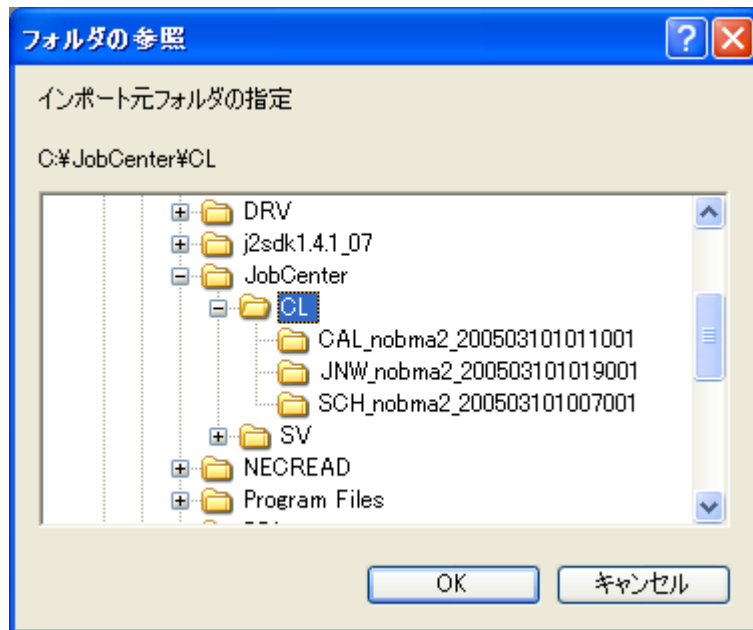 フォルダの参照
インポート元フォルダの指定
C:¥JobCenter¥CL
DRV
j2sdk1.4.1_07
JobCenter
CL
CAL_nobma2_200503101011001
JNW_nobma2_200503101019001
SCH_nobma2_200503101007001
SV
NECREAD
Program Files
OK キャンセル